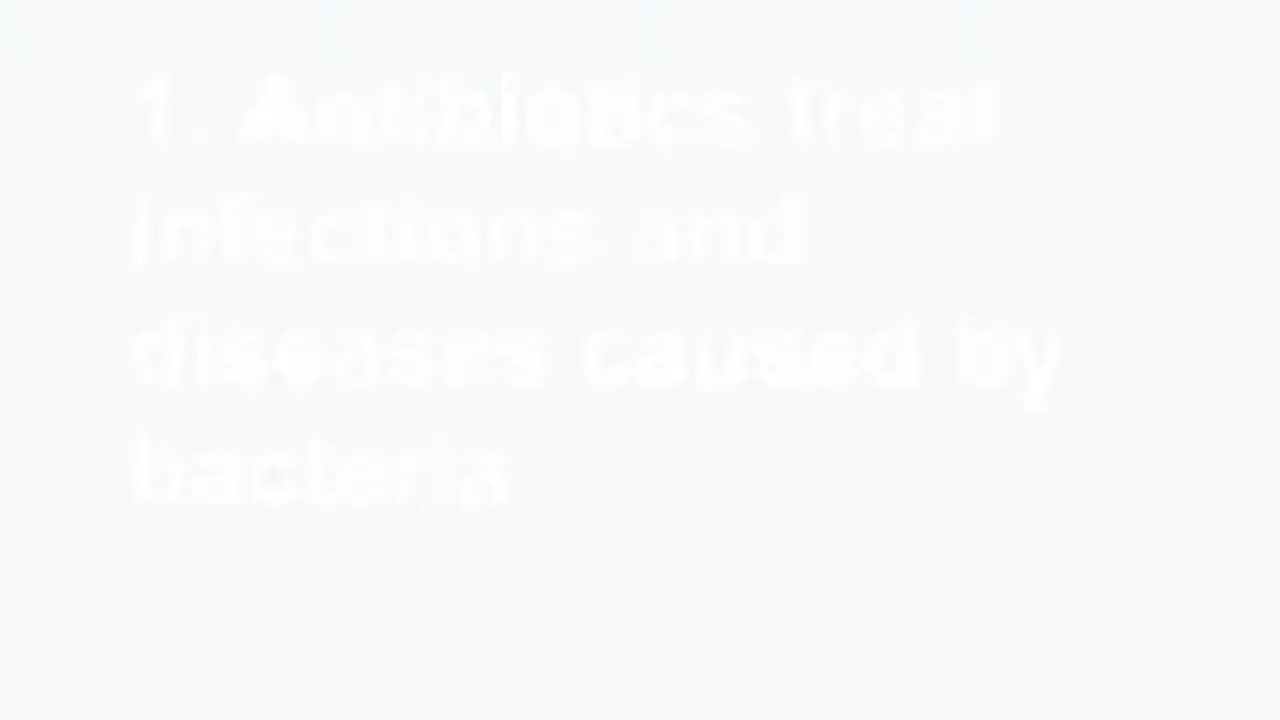 1. Antibiotics treat
infections and
diseases caused by
bacteria